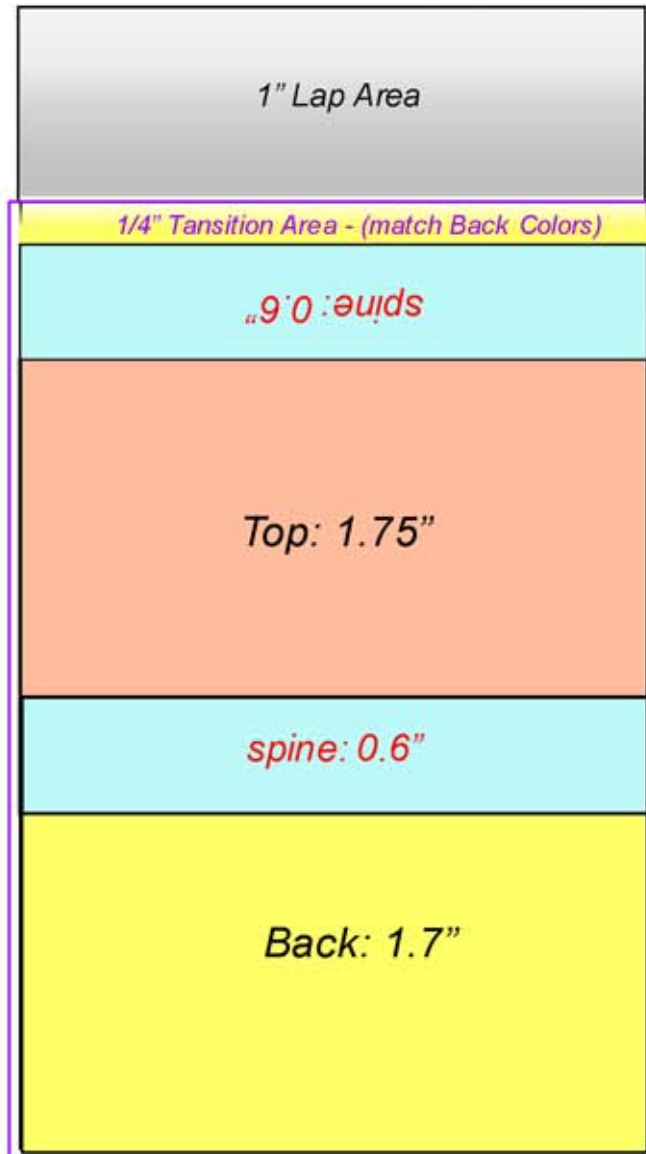 1” Lap Area
1/4” Tansition Area - (match Back Colors)
spine: 0.6“
Top: 1.75”
spine: 0.6”
Back: 1.7”